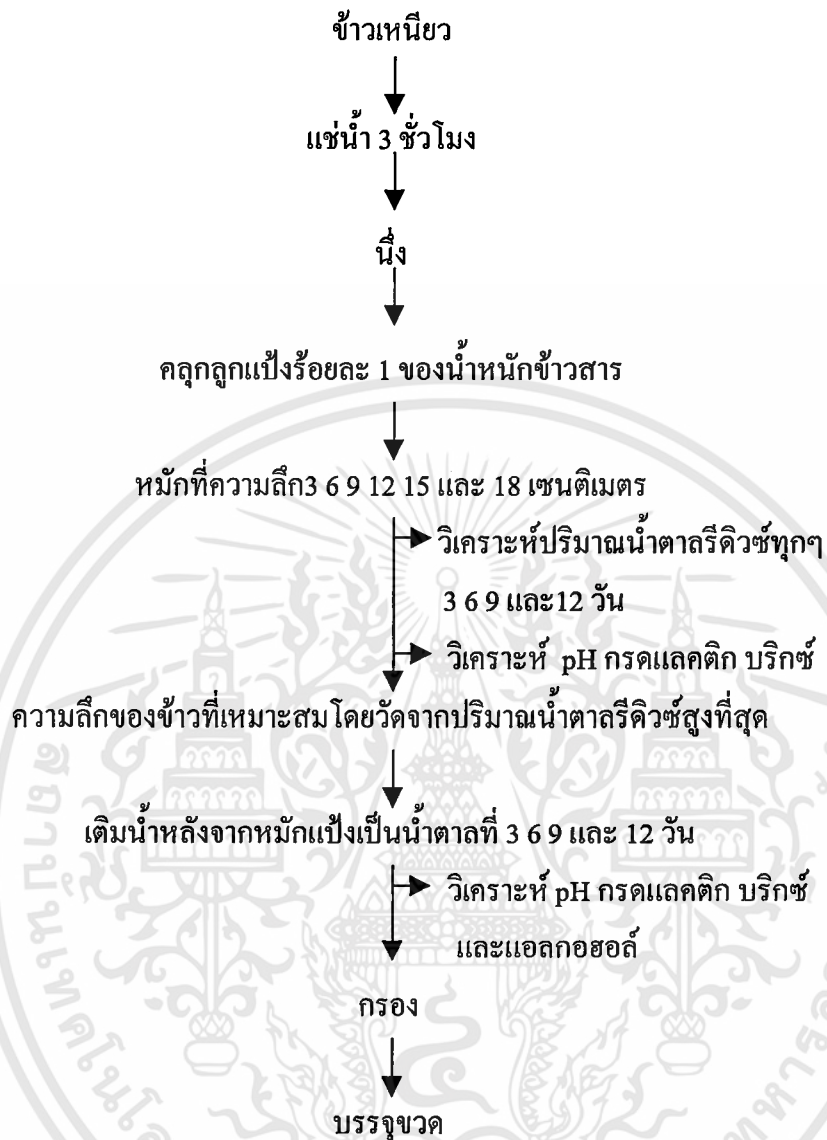 ข้าวเหนียว
แช่น้ำ 3 ชั่วโมง
นึ่ง
คลุกลูกแป้งร้อยละ 1 ของน้ำหนักข้าวสาร
หมักที่ความลึก3 6 9 12 15 และ 18 เซนติเมตร
วิเคราะห์ปริมาณน้ำตาลรีดิวซ์ทุกๆ
3 6 9 และ12 วัน
วิเคราะห์ pH กรดแลคติก บริกซ์
ความลึกของข้าวที่เหมาะสมโดยวัดจากปริมาณน้ำตาลรีดิวซ์สูงที่สุด
เติมน้ำหลังจากหมักแป้งเป็นน้ำตาลที่ 3 6 9 และ 12 วัน
วิเคราะห์ pH กรดแลคติก บริกซ์
และแอลกอฮอล์
กรอง
บรรจุขวด